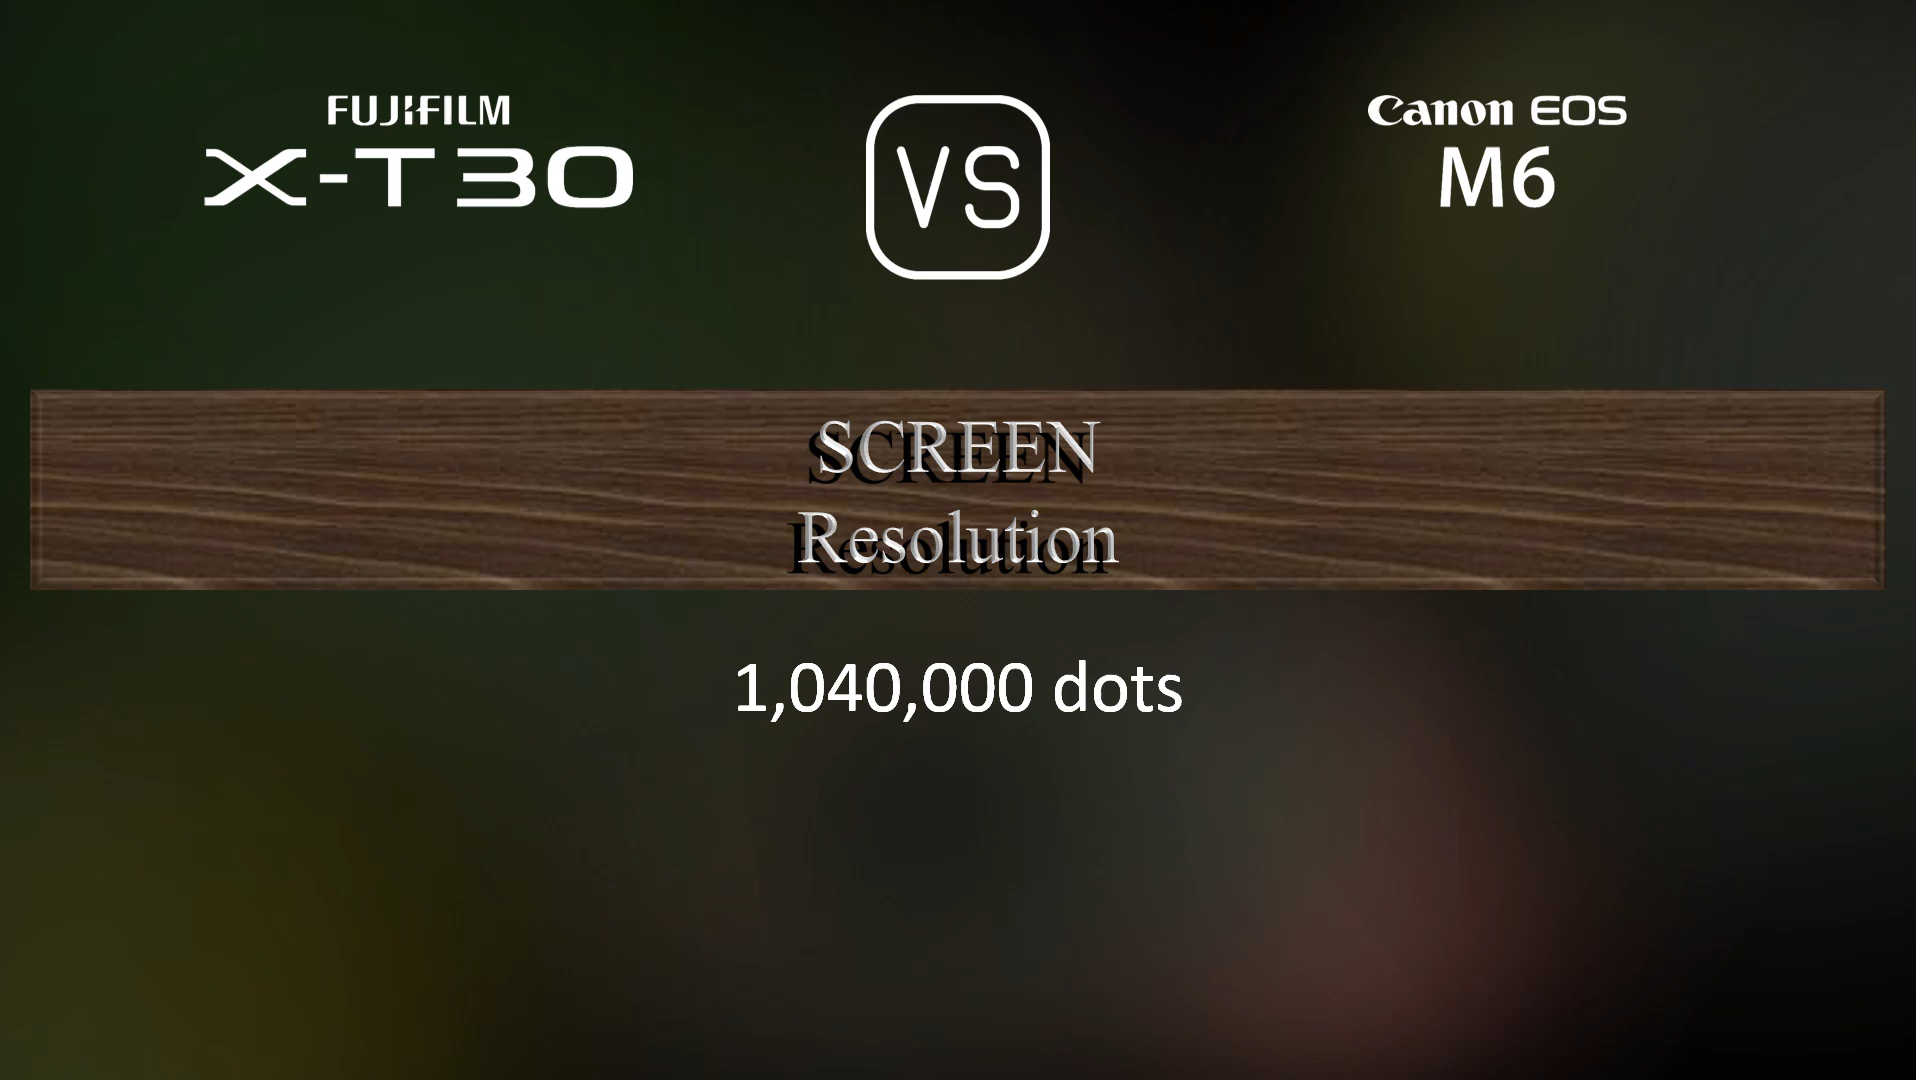 FUJIFILM
X-T30
VS
Canon EOS
M6
SCREEN
Resolution
1,040,000 dots